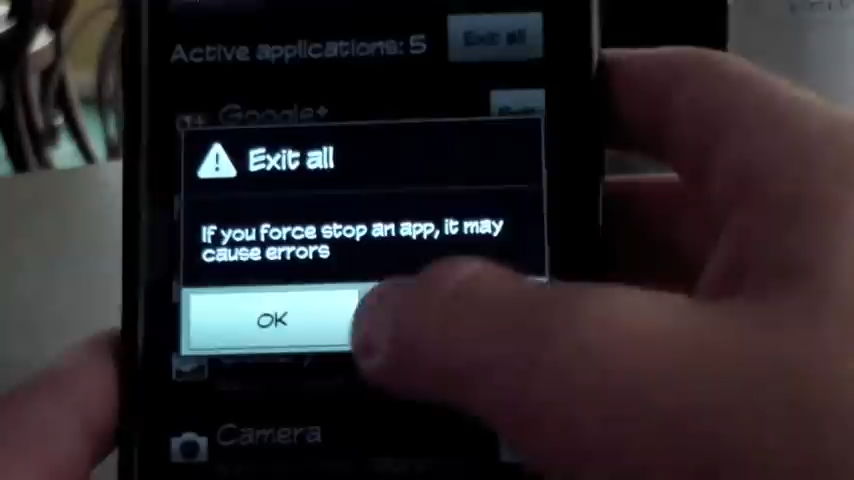 Active applications: 5
Exit all
Google+
Exit all
If you force stop an app, it may
cause errors
OK
Camera